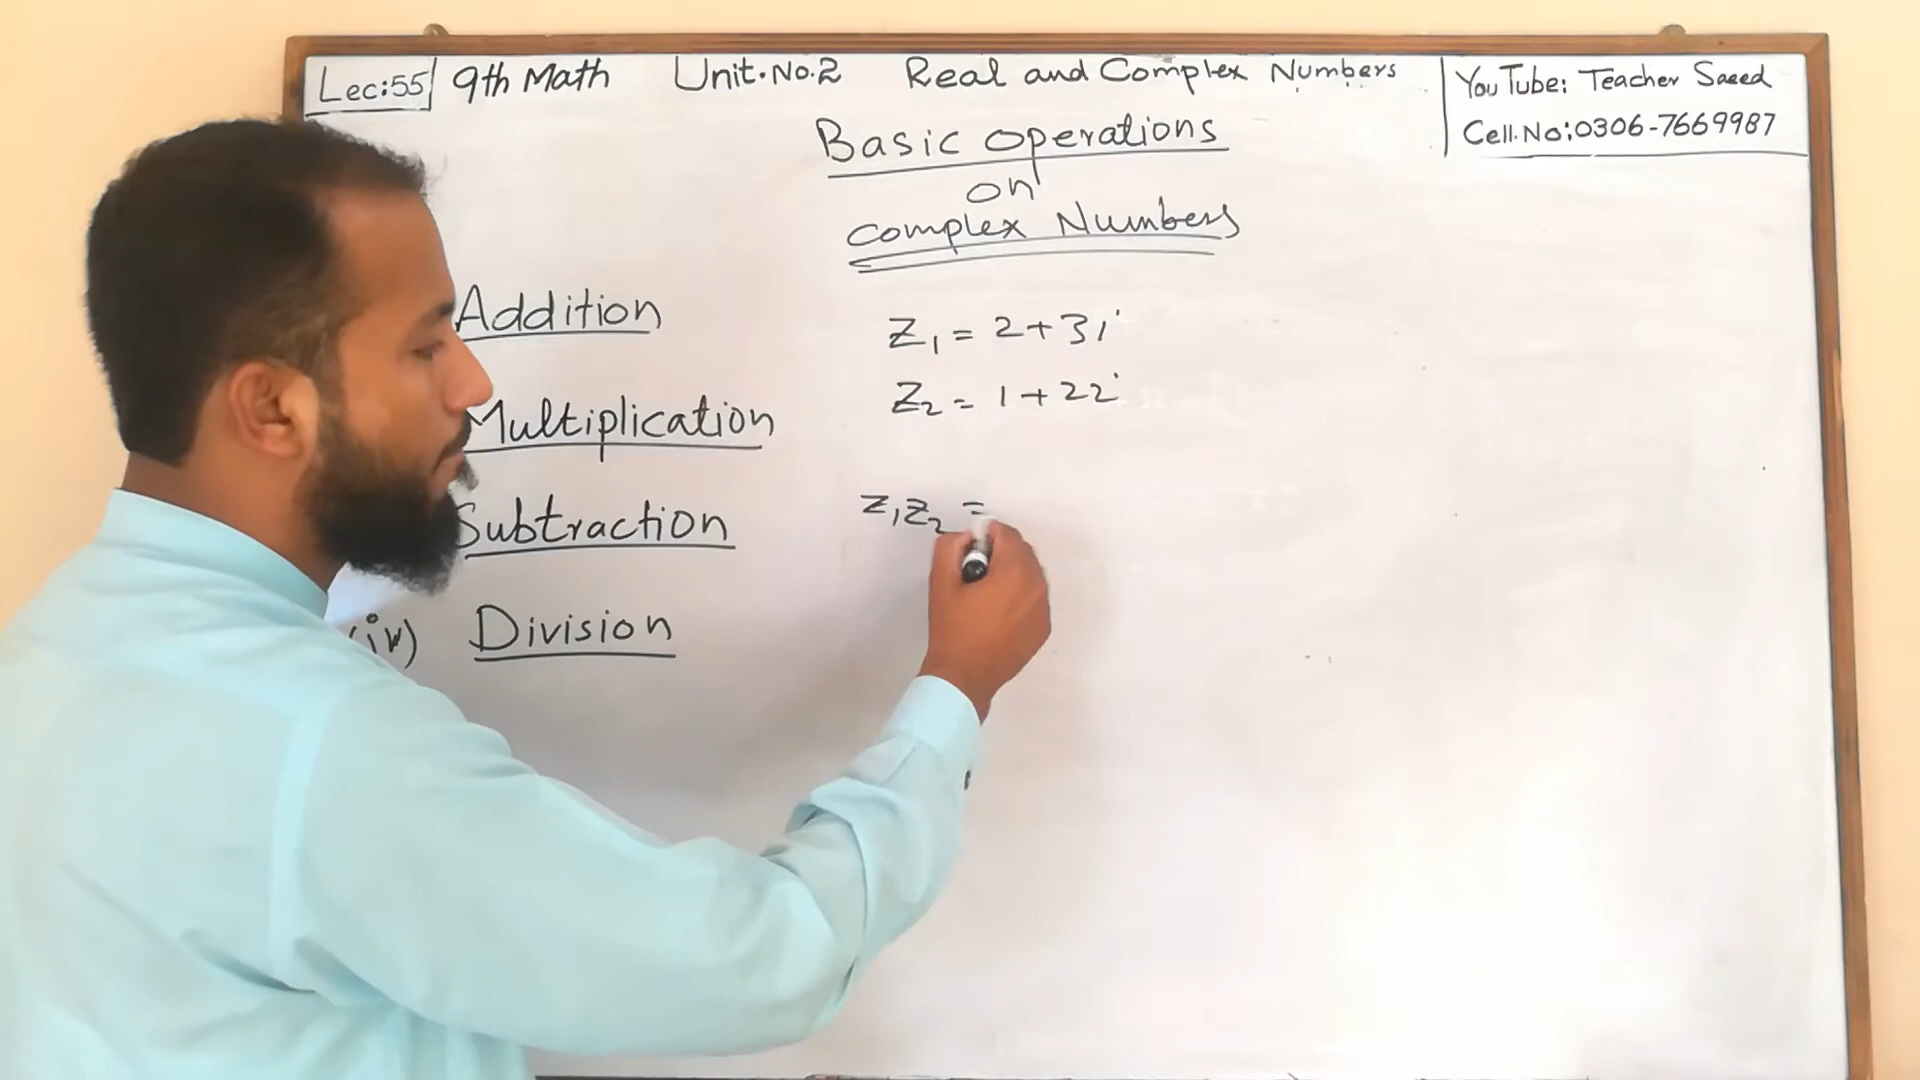 Lec:55 9th Math Unit.No.2 Real and Complex Numbers
YouTube: Teacher Saeed
Cell.No:0306-7669987
Basic Operations
on
Complex Numbers
Addition
Multiplication
Subtraction
(iv) Division
Z₁ = 2+3i
Z₂ = 1+2i
Z₁Z₂ =